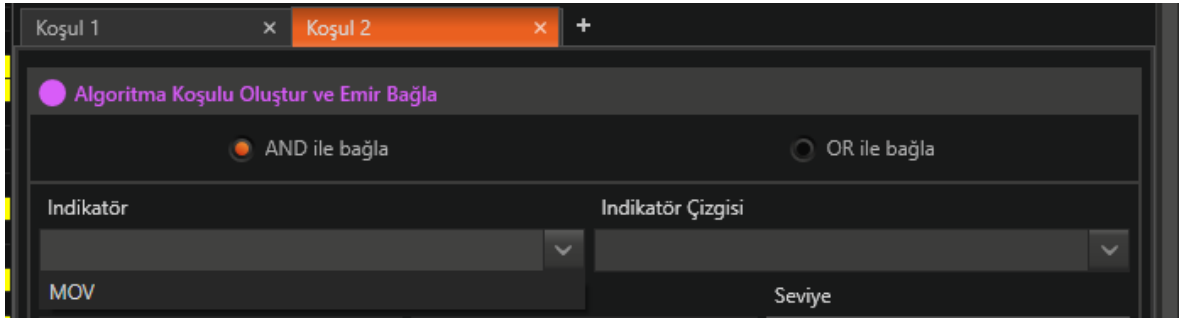 Koşul 1 × Koşul 2 × +
Algoritma Koşulu Oluştur ve Emir Bağla
AND ile bağla OR ile bağla
Indikatör Indikatör Çizgisi
MOV Seviye